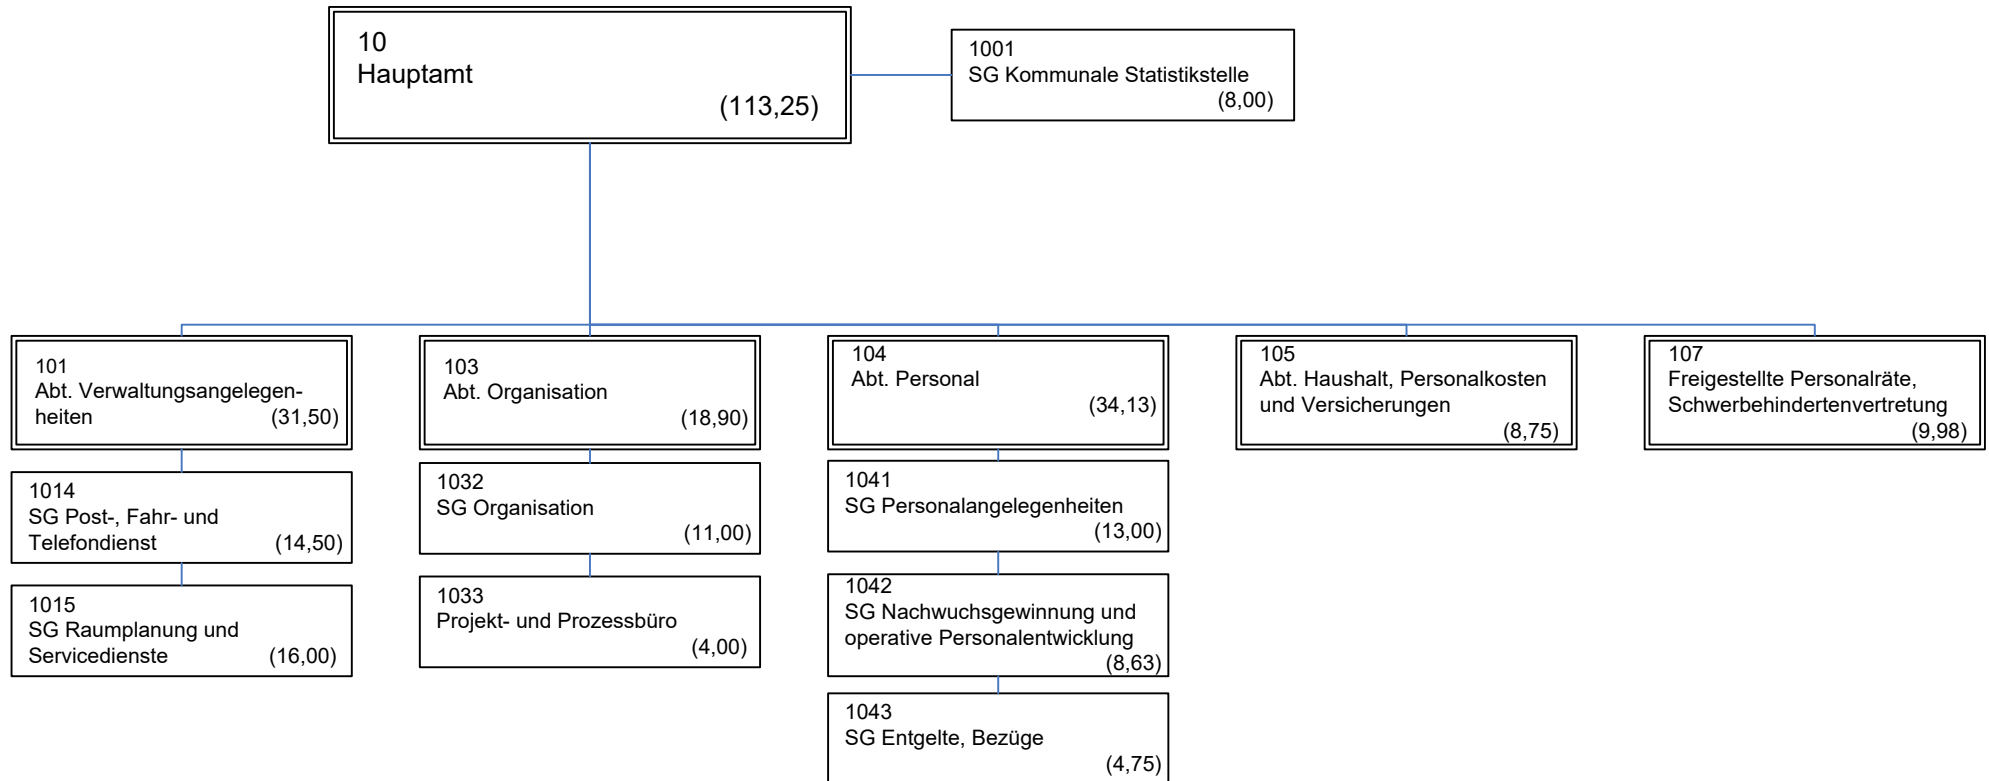 10
Hauptamt
(113,25)
1001
SG Kommunale Statistikstelle
(8,00)
101
Abt. Verwaltungsangelegen-
heiten (31,50)
103
Abt. Organisation
(18,90)
104
Abt. Personal
(34,13)
105
Abt. Haushalt, Personalkosten
und Versicherungen
(8,75)
107
Freigestellte Personalräte,
Schwerbehindertenvertretung
(9,98)
1014
SG Post-, Fahr- und
Telefondienst (14,50)
1015
SG Raumplanung und
Servicedienste (16,00)
1032
SG Organisation
(11,00)
1033
Projekt- und Prozessbüro
(4,00)
1041
SG Personalangelegenheiten
(13,00)
1042
SG Nachwuchsgewinnung und
operative Personalentwicklung
(8,63)
1043
SG Entgelte, Bezüge
(4,75)